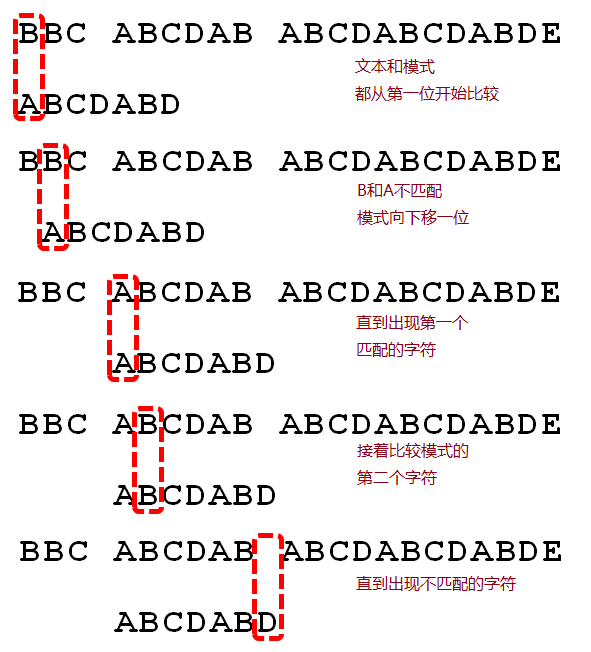 BBC ABCDAB ABCDABCDABDE
文本和模式
都从第一位开始比较
ABCDABD
BBC ABCDAB ABCDABCDABDE
B和A不匹配
模式向下移一位
ABCDABD
BBC ABCDAB ABCDABCDABDE
直到出现第一个
匹配的字符
ABCDABD
BBC ABCDAB ABCDABCDABDE
接着比较模式的
第二个字符
ABCDABD
BBC ABCDAB ABCDABCDABDE
直到出现不匹配的字符
ABCDABD